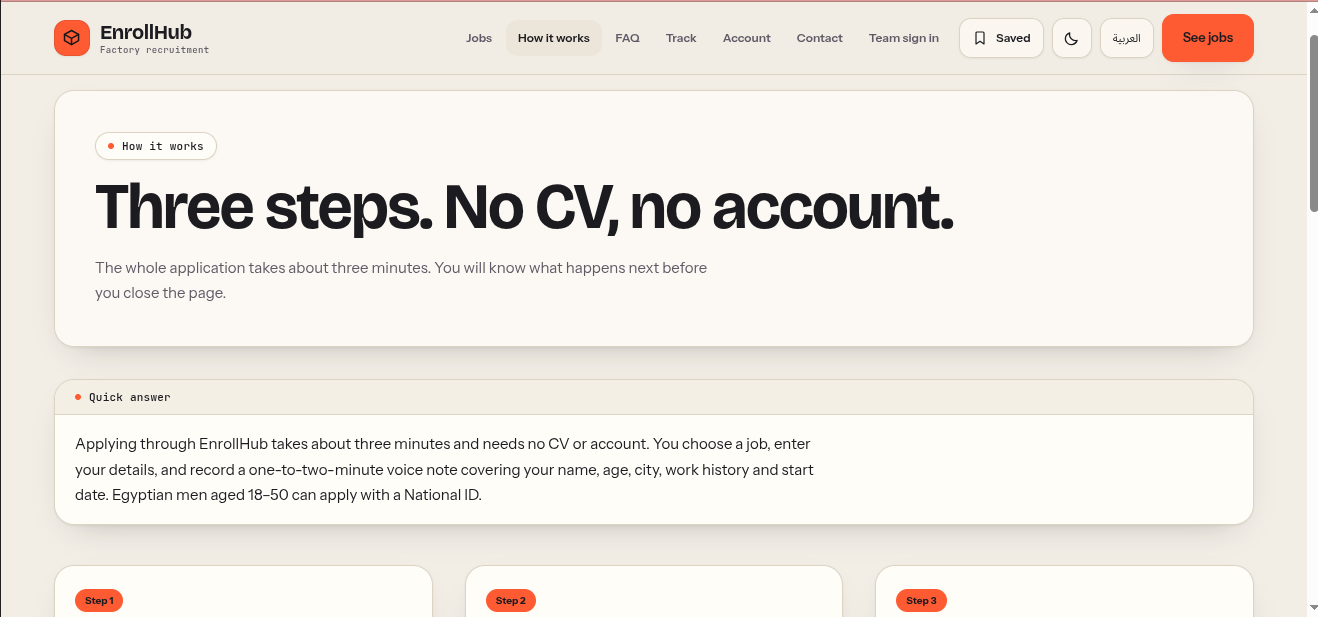 EnrollHub
Factory recruitment
Jobs
How it works
FAQ
Track
Account
Contact
Team sign in
Saved
العربية
See jobs
How it works
Three steps. No CV, no account.
The whole application takes about three minutes. You will know what happens next before
you close the page.
Quick answer
Applying through EnrollHub takes about three minutes and needs no CV or account. You choose a job, enter
your details, and record a one-to-two-minute voice note covering your name, age, city, work history and start
date. Egyptian men aged 18–50 can apply with a National ID.
Step 1
Step 2
Step 3